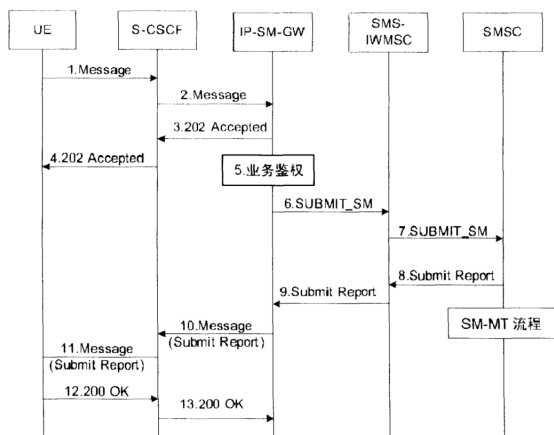 UE
S-CSCF
IP-SM-GW
SMS-
IWMSC
SMSC
1.Message
2.Message
3.202 Accepted
4.202 Accepted
5.业务鉴权
6.SUBMIT_SM
7.SUBMIT_SM
8.Submit Report
9.Submit Report
SM-MT 流程
10.Message
(Submit Report)
11.Message
(Submit Report)
12.200 OK
13.200 OK